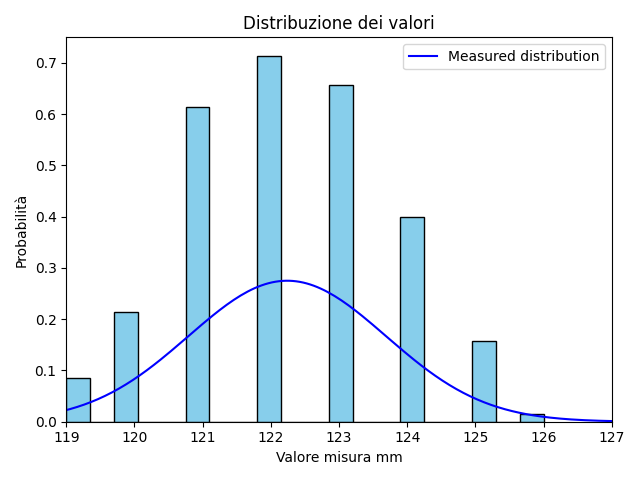 Distribuzione dei valori
Measured distribution
Probabilità
0.7
0.6
0.5
0.4
0.3
0.2
0.1
0.0
119 120 121 122 123 124 125 126 127
Valore misura mm